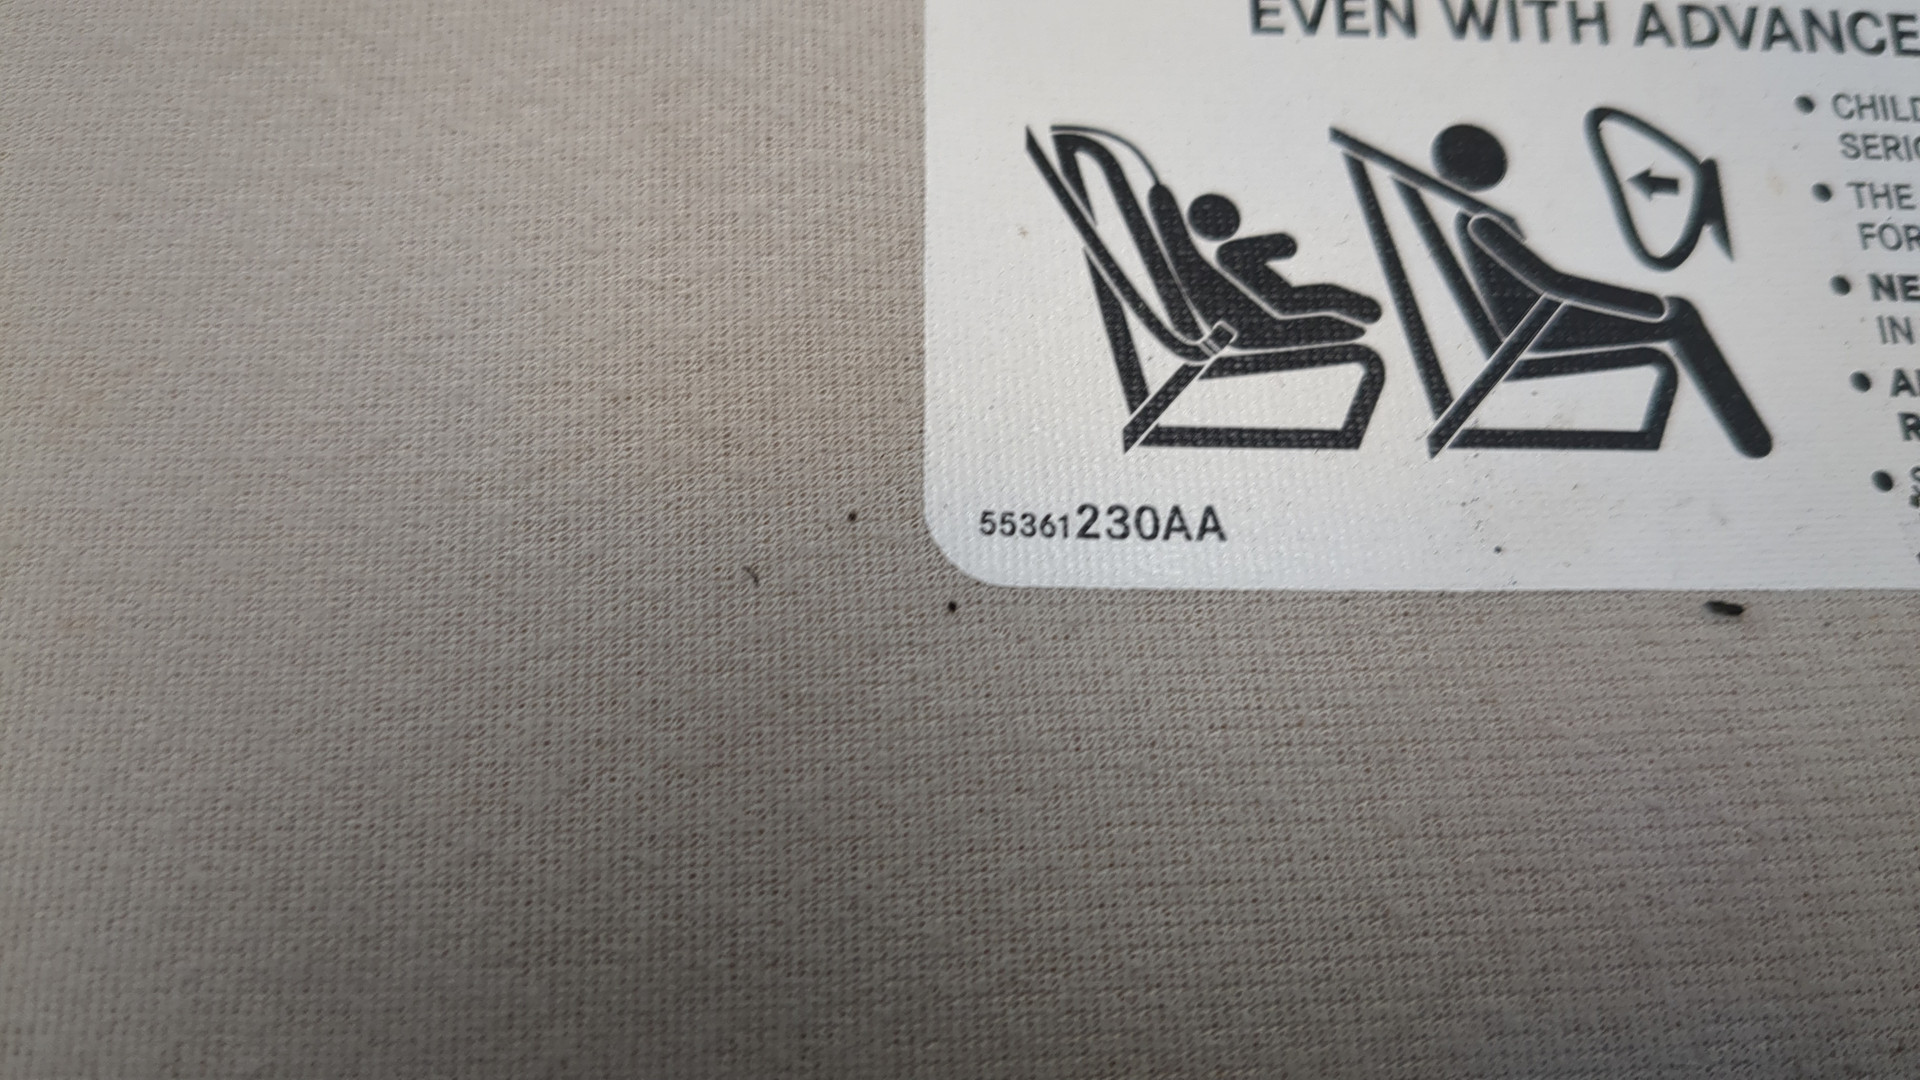 EVEN WITH ADVANCE
• CHILD
SERIO
• THE
FOR
• NE
IN
55361230AA